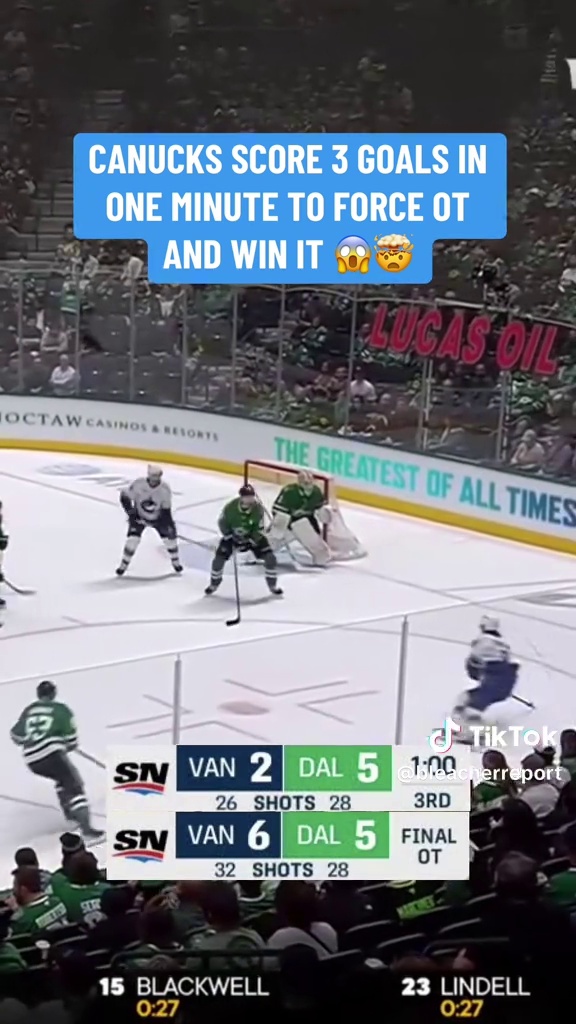 CANUCKS SCORE 3 GOALS IN
ONE MINUTE TO FORCE OT
AND WIN IT 😱🤯
LUCAS OIL
CHOCTAW CASINOS & RESORTS
THE GREATEST OF ALL TIMES
TikTok
@bleacherreport
SN VAN 2 DAL 5 1:00
26 SHOTS 28 3RD
SN VAN 6 DAL 5 FINAL
OT
32 SHOTS 28
15 BLACKWELL 23 LINDELL
0:27 0:27